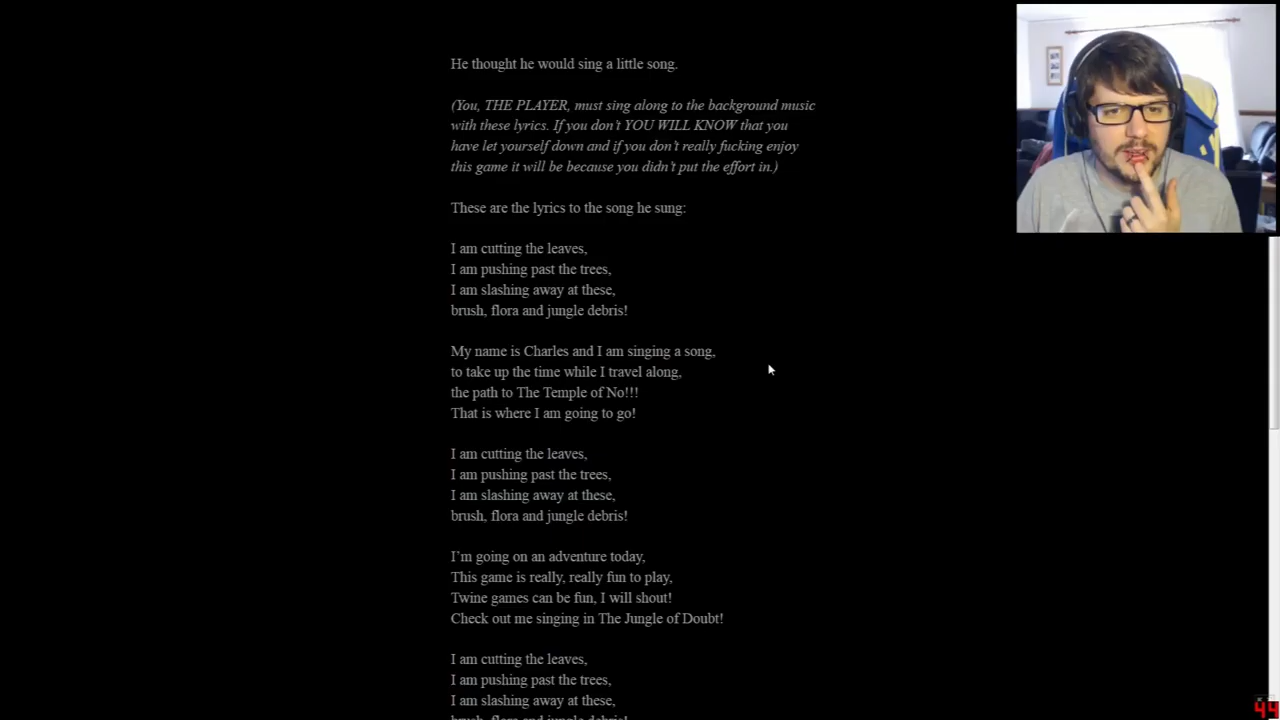 He thought he would sing a little song.
(You, THE PLAYER, must sing along to the background music
with these lyrics. If you don't YOU WILL KNOW that you
have let yourself down and if you don't really fucking enjoy
this game it will be because you didn't put the effort in.)
These are the lyrics to the song he sung:
I am cutting the leaves,
I am pushing past the trees,
I am slashing away at these,
brush, flora and jungle debris!
My name is Charles and I am singing a song,
to take up the time while I travel along,
the path to The Temple of No!!!
That is where I am going to go!
I am cutting the leaves,
I am pushing past the trees,
I am slashing away at these,
brush, flora and jungle debris!
I'm going on an adventure today,
This game is really, really fun to play,
Twine games can be fun, I will shout!
Check out me singing in The Jungle of Doubt!
I am cutting the leaves,
I am pushing past the trees,
I am slashing away at these,
brush, flora and jungle debris!
44